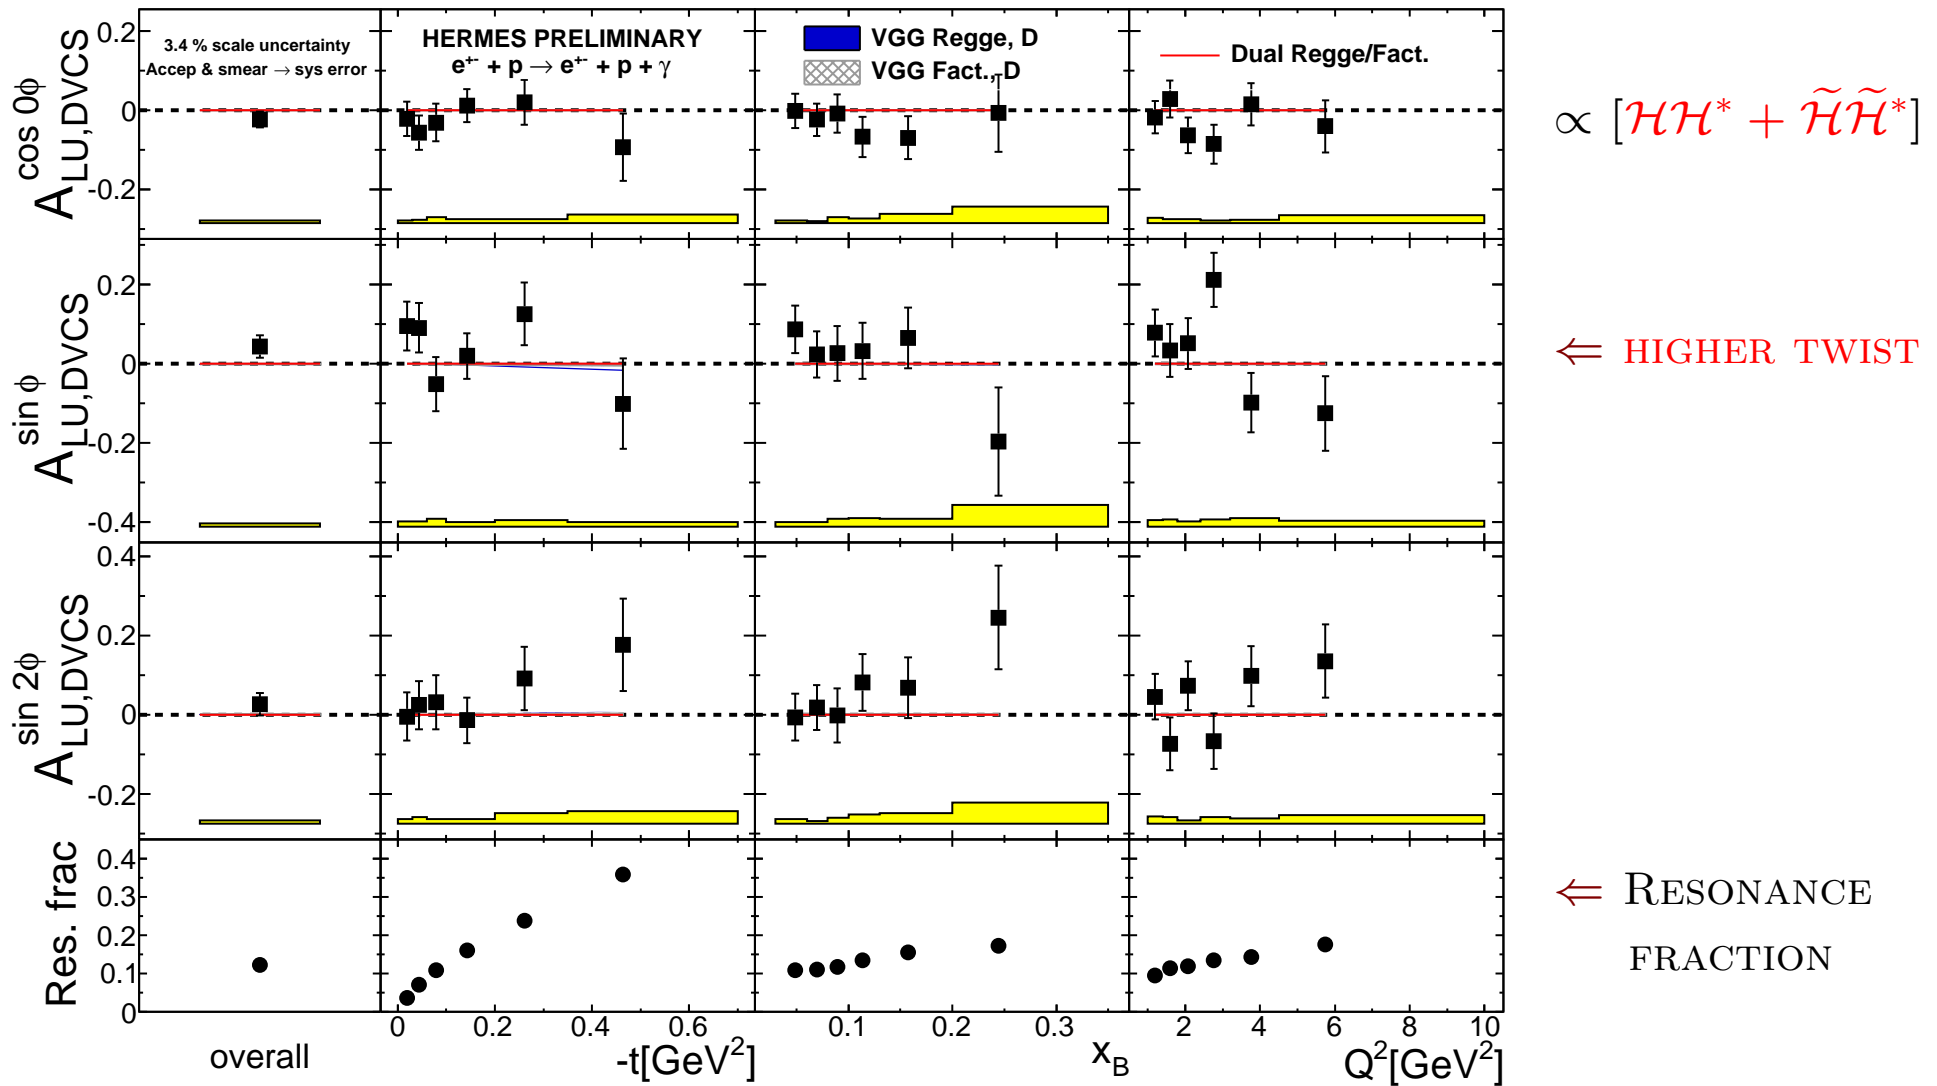 3.4 % scale uncertainty
Accep & smear → sys error
HERMES PRELIMINARY
e⁺⁻ + p → e⁺⁻ + p + γ
VGG Regge, D
VGG Fact., D
Dual Regge/Fact.
A_{LU,DVCS}^{cos 0ϕ}
0.2
0
-0.2
∝ [ℋℋ* + ℋ̃ℋ̃*]
A_{LU,DVCS}^{sin ϕ}
0.2
0
-0.2
-0.4
⇐ HIGHER TWIST
A_{LU,DVCS}^{sin 2ϕ}
0.4
0.2
0
-0.2
Res. frac
0.4
0.3
0.2
0.1
0
⇐ RESONANCE
FRACTION
0 0.2 0.4 0.6
0.1 0.2 0.3
2 4 6 8 10
overall
-t[GeV²]
x_B
Q²[GeV²]